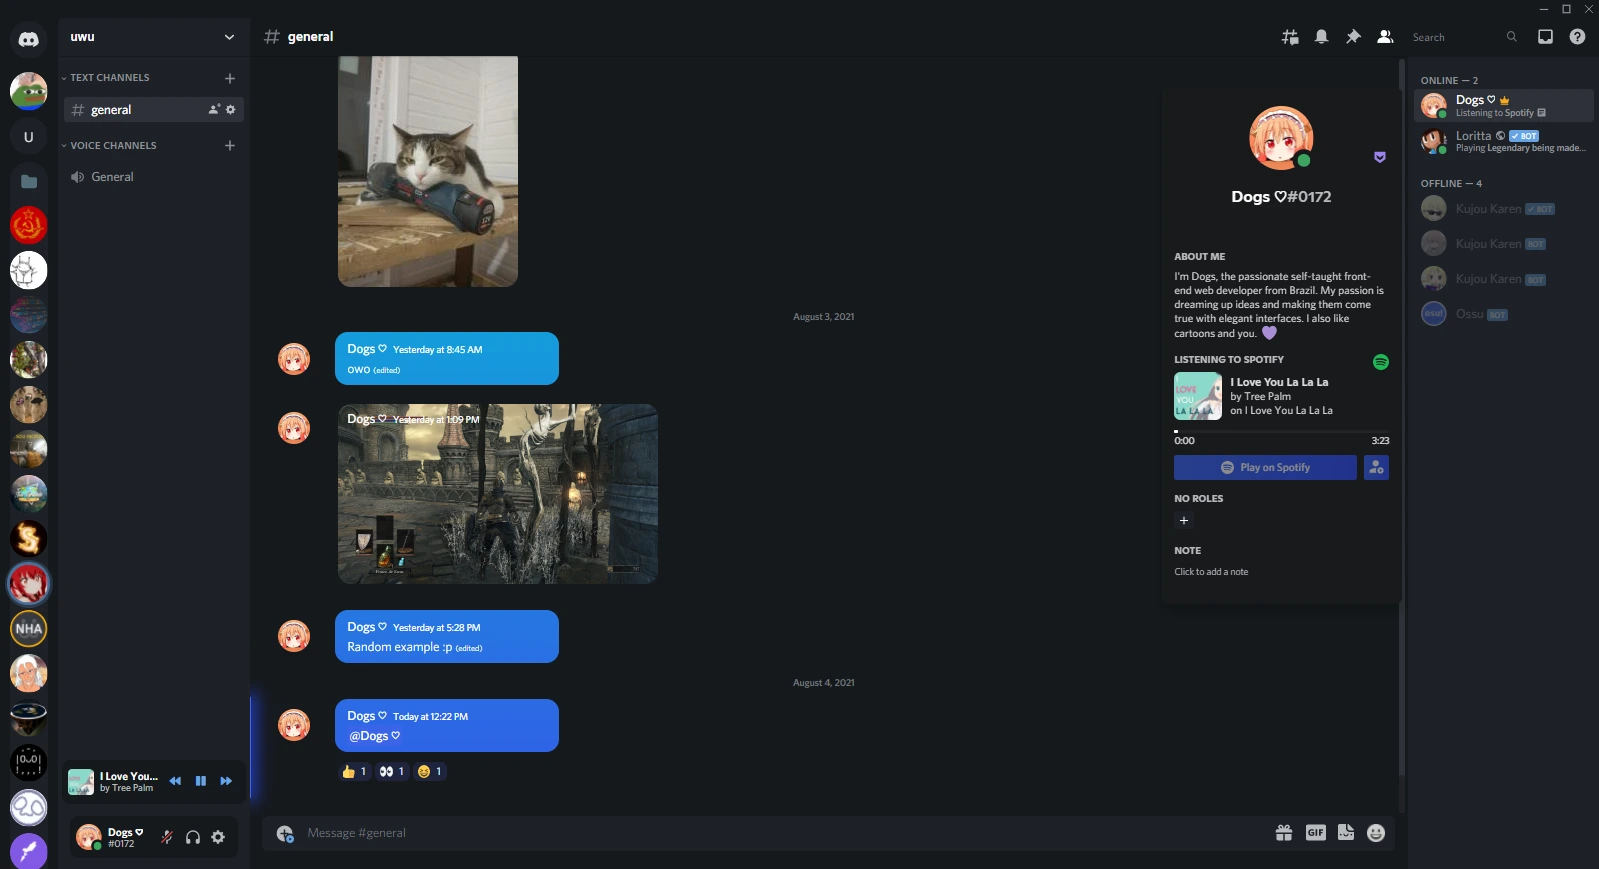 uwu
TEXT CHANNELS
general
VOICE CHANNELS
General
U
NHA
I Love You...
by Tree Palm
Dogs ♡
#0172
# general
Search
12V
August 3, 2021
Dogs ♡ Yesterday at 8:45 AM
owo (edited)
Dogs ♡ Yesterday at 1:09 PM
Dogs ♡ Yesterday at 5:28 PM
Random example :p (edited)
August 4, 2021
Dogs ♡ Today at 12:22 PM
@Dogs ♡
👍 1 👀 1 😆 1
Message #general
GIF
Dogs ♡#0172
ABOUT ME
I'm Dogs, the passionate self-taught front-
end web developer from Brazil. My passion is
dreaming up ideas and making them come
true with elegant interfaces. I also like
cartoons and you. 💜
LISTENING TO SPOTIFY
I Love You La La La
by Tree Palm
on I Love You La La La
LOVE
YOU
LA LA LA
0:00 3:23
Play on Spotify
NO ROLES
+
NOTE
Click to add a note
ONLINE — 2
Dogs ♡
Listening to Spotify
Loritta ✓ BOT
Playing Legendary being made...
OFFLINE — 4
Kujou Karen ✓ BOT
Kujou Karen BOT
Kujou Karen BOT
osu!
Ossu BOT